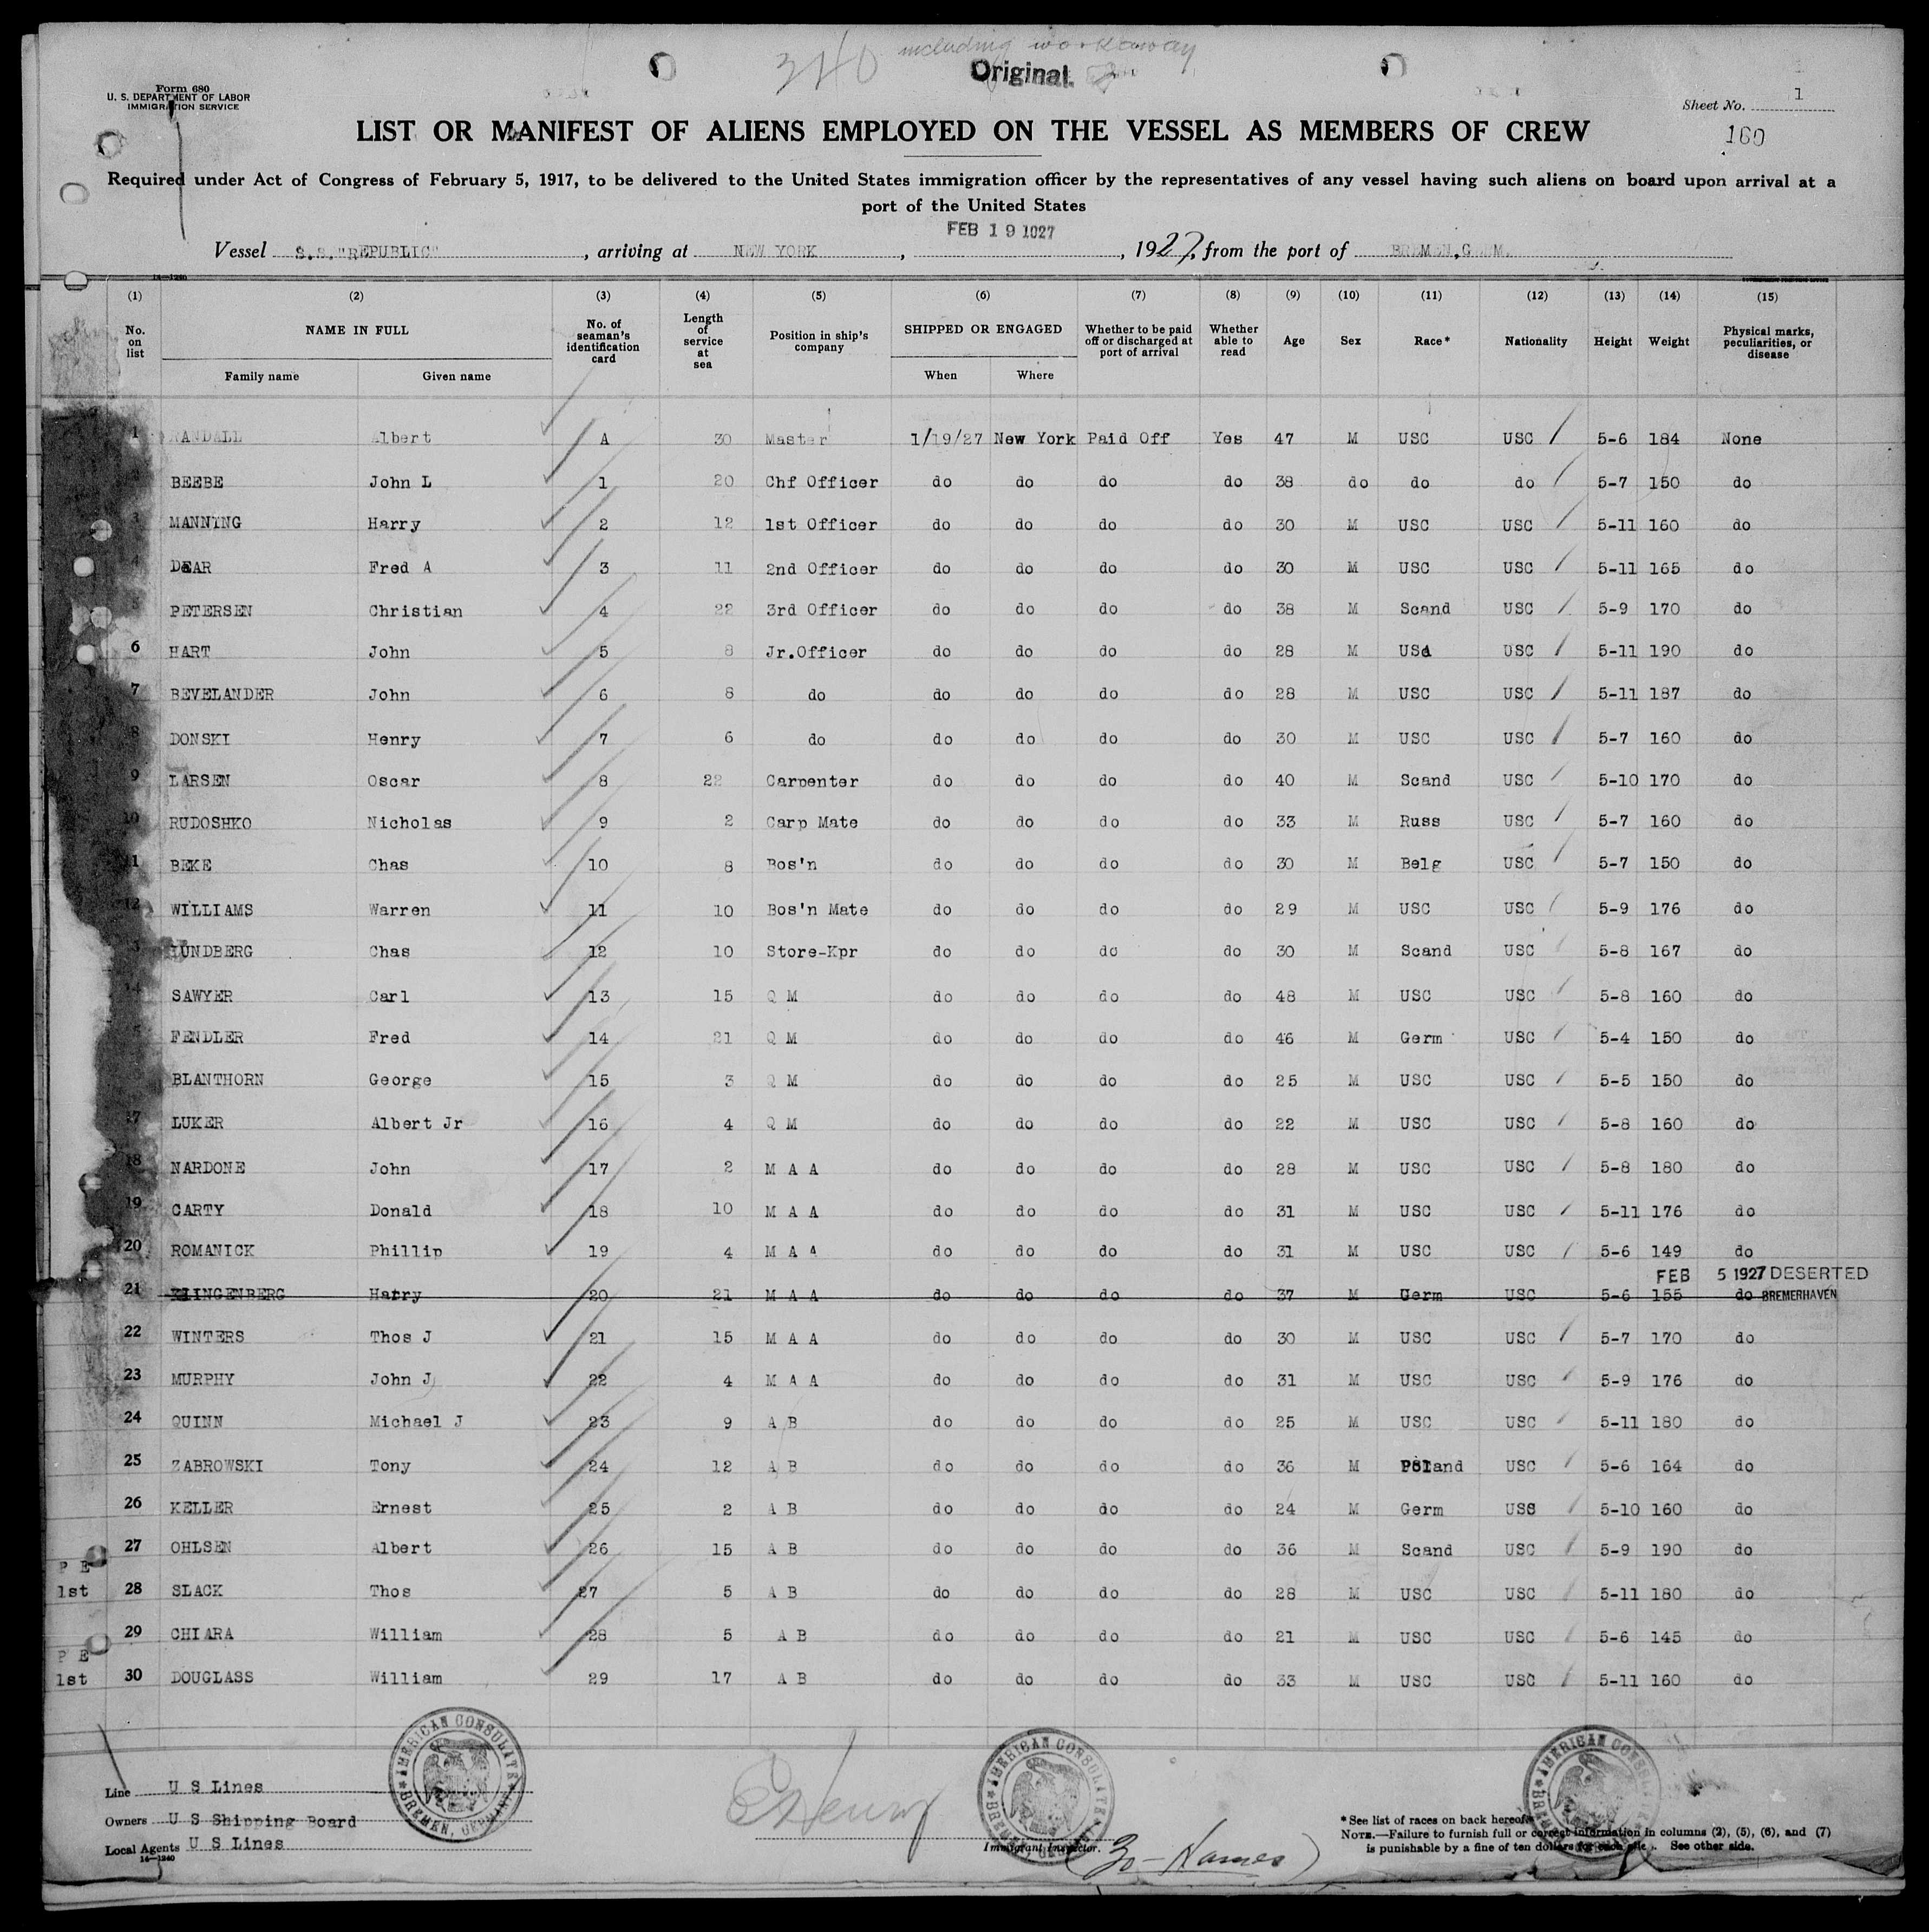 340 including workaway
Original
Form 680
U. S. DEPARTMENT OF LABOR
IMMIGRATION SERVICE
Sheet No. 1
160
LIST OR MANIFEST OF ALIENS EMPLOYED ON THE VESSEL AS MEMBERS OF CREW
Required under Act of Congress of February 5, 1917, to be delivered to the United States immigration officer by the representatives of any vessel having such aliens on board upon arrival at a
port of the United States
FEB 19 1927
Vessel S.S."REPUBLIC" , arriving at NEW YORK , , 1927, from the port of BREMEN,GERM.
14—1240
(1) (2) (3) (4) (5) (6) (7) (8) (9) (10) (11) (12) (13) (14) (15)
No. on list NAME IN FULL Family name Given name No. of seaman's identification card Length of service at sea Position in ship's company SHIPPED OR ENGAGED When Where Whether to be paid off or discharged at port of arrival Whether able to read Age Sex Race* Nationality Height Weight Physical marks, peculiarities, or disease
1 RANDALL Albert A 30 Master 1/19/27 New York Paid Off Yes 47 M USC USC 5-6 184 None
2 BEEBE John L 1 20 Chf Officer do do do do 38 do do do 5-7 150 do
3 MANNING Harry 2 12 1st Officer do do do do 30 M USC USC 5-11 160 do
4 DEAR Fred A 3 11 2nd Officer do do do do 30 M USC USC 5-11 165 do
5 PETERSEN Christian 4 22 3rd Officer do do do do 38 M Scand USC 5-9 170 do
6 HART John 5 8 Jr.Officer do do do do 28 M USC USC 5-11 190 do
7 BEVELANDER John 6 8 do do do do do 28 M USC USC 5-11 187 do
8 DONSKI Henry 7 6 do do do do do 30 M USC USC 5-7 160 do
9 LARSEN Oscar 8 22 Carpenter do do do do 40 M Scand USC 5-10 170 do
10 RUDOSHKO Nicholas 9 2 Carp Mate do do do do 33 M Russ USC 5-7 160 do
11 BEKE Chas 10 8 Bos'n do do do do 30 M Belg USC 5-7 150 do
12 WILLIAMS Warren 11 10 Bos'n Mate do do do do 29 M USC USC 5-9 176 do
3 LUNDBERG Chas 12 10 Store-Kpr do do do do 30 M Scand USC 5-8 167 do
14 SAWYER Carl 13 15 Q M do do do do 48 M USC USC 5-8 160 do
5 FENDLER Fred 14 21 Q M do do do do 46 M Germ USC 5-4 150 do
BLANTHORN George 15 3 Q M do do do do 25 M USC USC 5-5 150 do
17 LUKER Albert Jr 16 4 Q M do do do do 22 M USC USC 5-8 160 do
18 NARDONE John 17 2 M A A do do do do 28 M USC USC 5-8 180 do
19 CARTY Donald 18 10 M A A do do do do 31 M USC USC 5-11 176 do
20 ROMANICK Phillip 19 4 M A A do do do do 31 M USC USC 5-6 149 do
FEB 5 1927 DESERTED
21 KLINGENBERG Harry 20 21 M A A do do do do 37 M Germ USC 5-6 155 do BREMERHAVEN
22 WINTERS Thos J 21 15 M A A do do do do 30 M USC USC 5-7 170 do
23 MURPHY John J 22 4 M A A do do do do 31 M USC USC 5-9 176 do
24 QUINN Michael J 23 9 A B do do do do 25 M USC USC 5-11 180 do
25 ZABROWSKI Tony 24 12 A B do do do do 36 M Poland USC 5-6 164 do
26 KELLER Ernest 25 2 A B do do do do 24 M Germ USS 5-10 160 do
27 OHLSEN Albert 26 15 A B do do do do 36 M Scand USC 5-9 190 do
P E
1st 28 SLACK Thos 27 5 A B do do do do 28 M USC USC 5-11 180 do
29 CHIARA William 28 5 A B do do do do 21 M USC USC 5-6 145 do
P E
1st 30 DOUGLASS William 29 17 A B do do do do 33 M USC USC 5-11 160 do
AMERICAN CONSULATE BREMEN, GERMANY
AMERICAN CONSULATE BREMEN, GERMANY
AMERICAN CONSULATE BREMEN, GERMANY
Line U S Lines
Owners U S Shipping Board
Local Agents U S Lines
14—1240
Immigrant Inspector.
(30 - Names)
* See list of races on back hereof.
NOTE.—Failure to furnish full or correct information in columns (2), (5), (6), and (7)
is punishable by a fine of ten dollars for each alien. See other side.